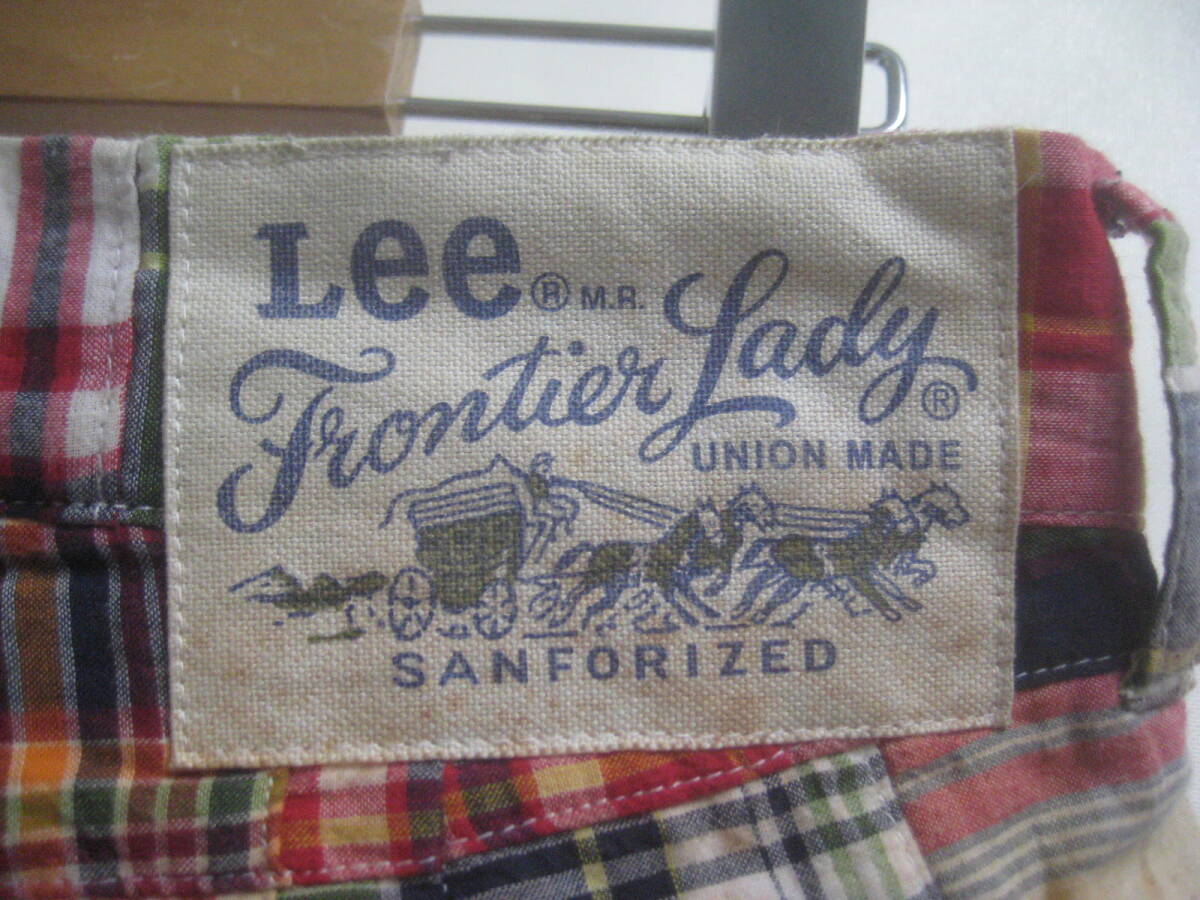 Lee® M.R.
Frontier Lady®
UNION MADE
SANFORIZED